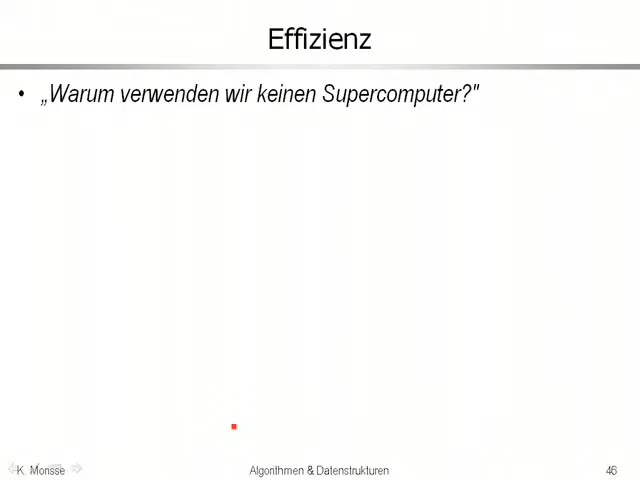 Effizienz
• „Warum verwenden wir keinen Supercomputer?"
K. Morisse
Algorithmen & Datenstrukturen
46